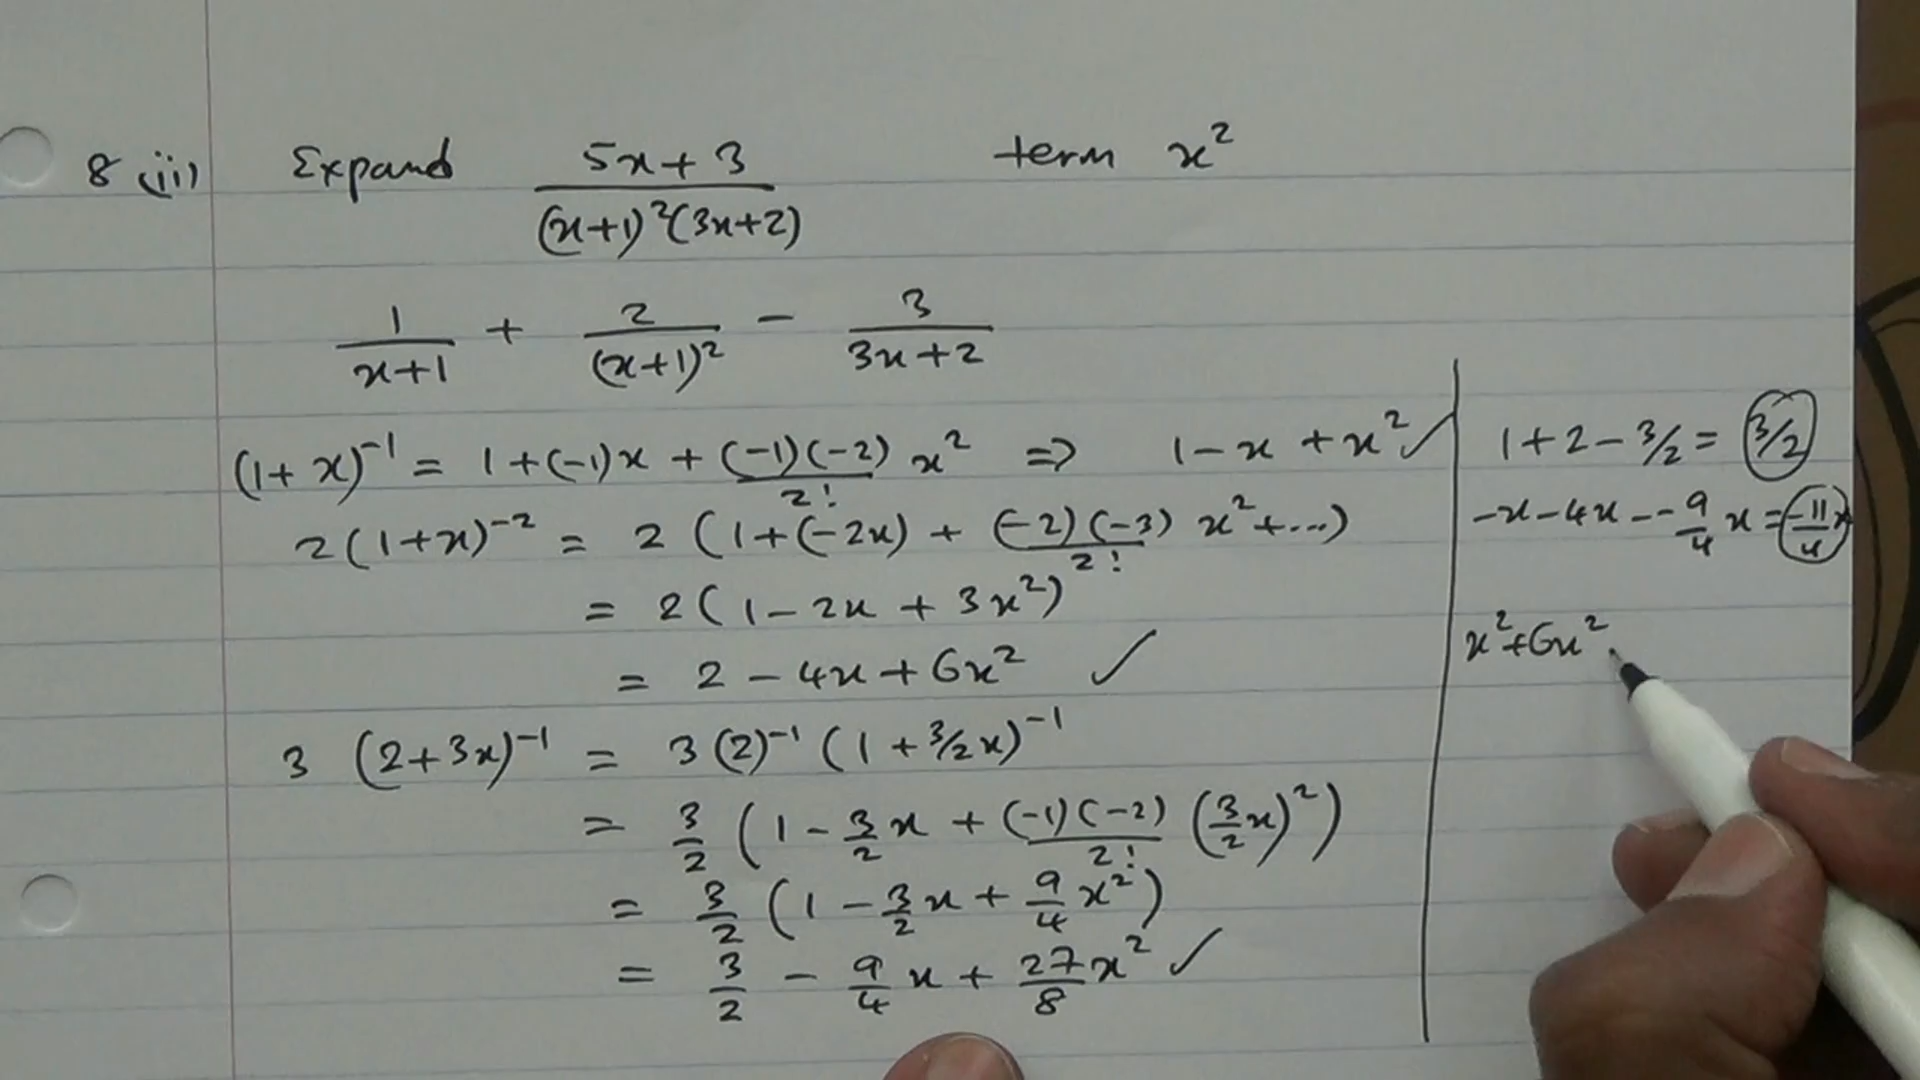 8 (ii) Expand (5x+3)/((x+1)²(3x+2)) term x²
1/(x+1) + 2/(x+1)² - 3/(3x+2)
(1+x)⁻¹ = 1+(-1)x + (-1)(-2)/2! x² ⇒ 1-x+x² ✓
2(1+x)⁻² = 2(1+(-2x) + (-2)(-3)/2! x²+...)
= 2(1-2x+3x²)
= 2-4x+6x² ✓
3 (2+3x)⁻¹ = 3(2)⁻¹(1+3/2x)⁻¹
= 3/2 (1 - 3/2 x + (-1)(-2)/2! (3/2 x)²)
= 3/2 (1 - 3/2 x + 9/4 x²)
= 3/2 - 9/4 x + 27/8 x² ✓
1+2-3/2 = 3/2
-x-4x--9/4 x = -11/4 x
x²+6x²